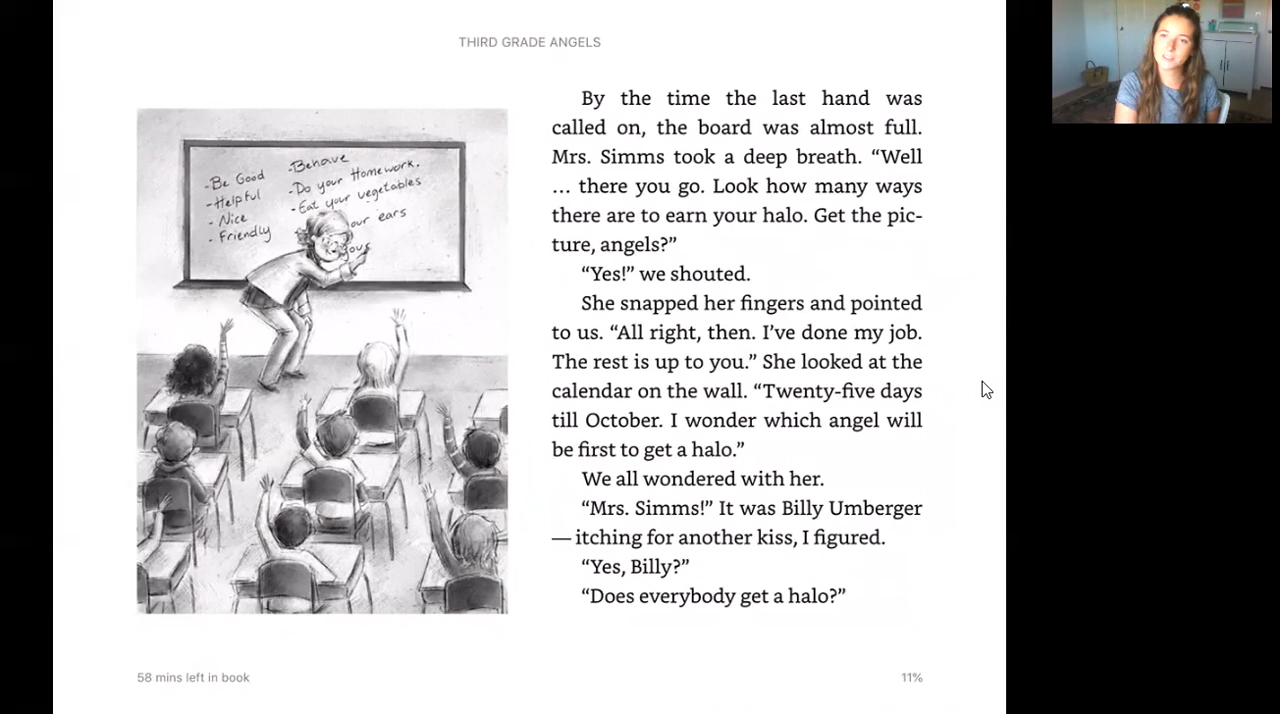 THIRD GRADE ANGELS
-Be Good
-Helpful
- Nice
- Friendly
-Behave
-Do your Homework.
-Eat your vegetables
our ears
By the time the last hand was
called on, the board was almost full.
Mrs. Simms took a deep breath. “Well
… there you go. Look how many ways
there are to earn your halo. Get the pic-
ture, angels?”
“Yes!” we shouted.
She snapped her fingers and pointed
to us. “All right, then. I’ve done my job.
The rest is up to you.” She looked at the
calendar on the wall. “Twenty-five days
till October. I wonder which angel will
be first to get a halo.”
We all wondered with her.
“Mrs. Simms!” It was Billy Umberger
— itching for another kiss, I figured.
“Yes, Billy?”
“Does everybody get a halo?”
58 mins left in book
11%